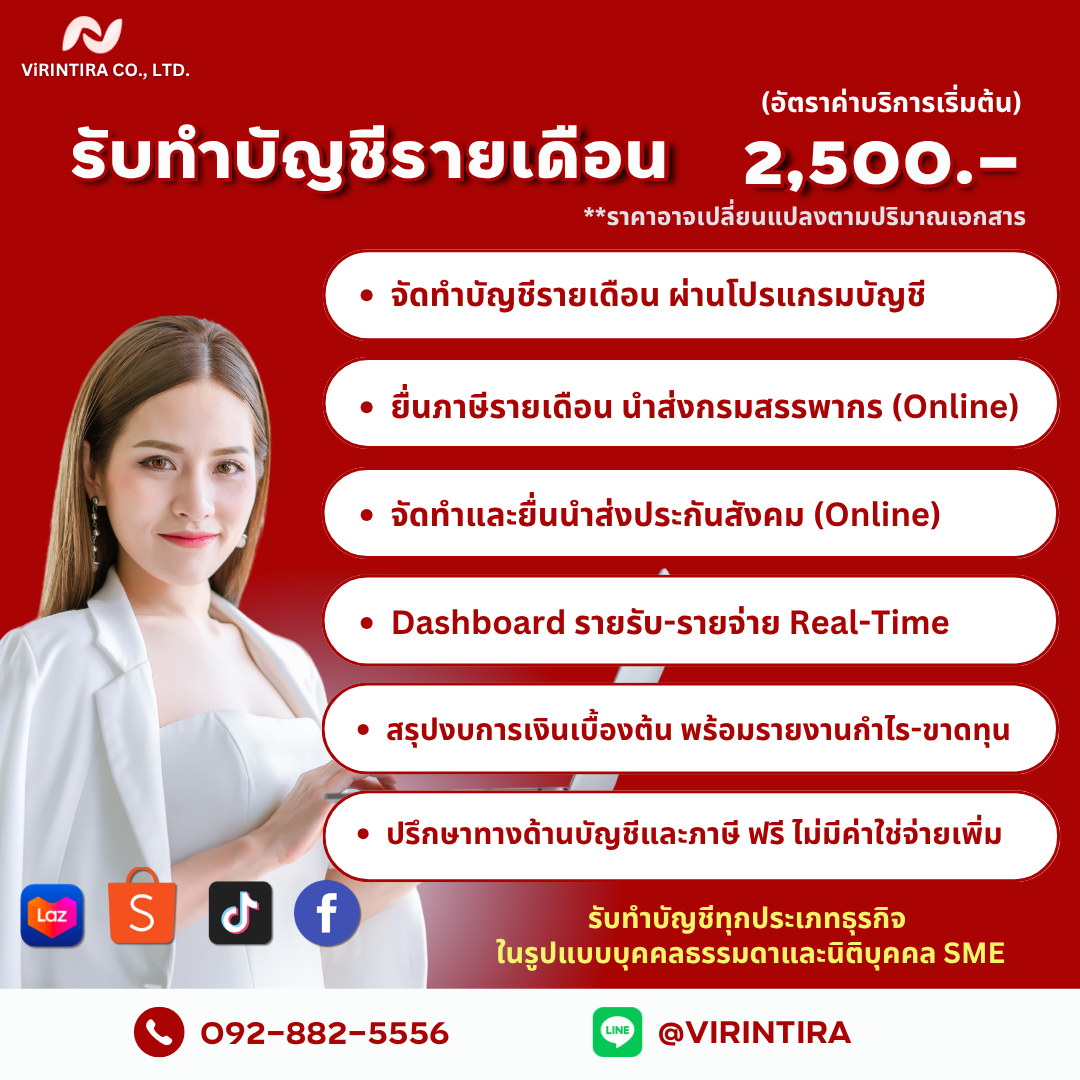 ViRINTIRA CO., LTD.
(อัตราค่าบริการเริ่มต้น)
รับทำบัญชีรายเดือน 2,500.–
**ราคาอาจเปลี่ยนแปลงตามปริมาณเอกสาร
• จัดทำบัญชีรายเดือน ผ่านโปรแกรมบัญชี
• ยื่นภาษีรายเดือน นำส่งกรมสรรพากร (Online)
• จัดทำและยื่นนำส่งประกันสังคม (Online)
• Dashboard รายรับ-รายจ่าย Real-Time
• สรุปงบการเงินเบื้องต้น พร้อมรายงานกำไร-ขาดทุน
• ปรึกษาทางด้านบัญชีและภาษี ฟรี ไม่มีค่าใช่จ่ายเพิ่ม
Laz S f
รับทำบัญชีทุกประเภทธุรกิจ
ในรูปแบบบุคคลธรรมดาและนิติบุคคล SME
092-882-5556 LINE @VIRINTIRA